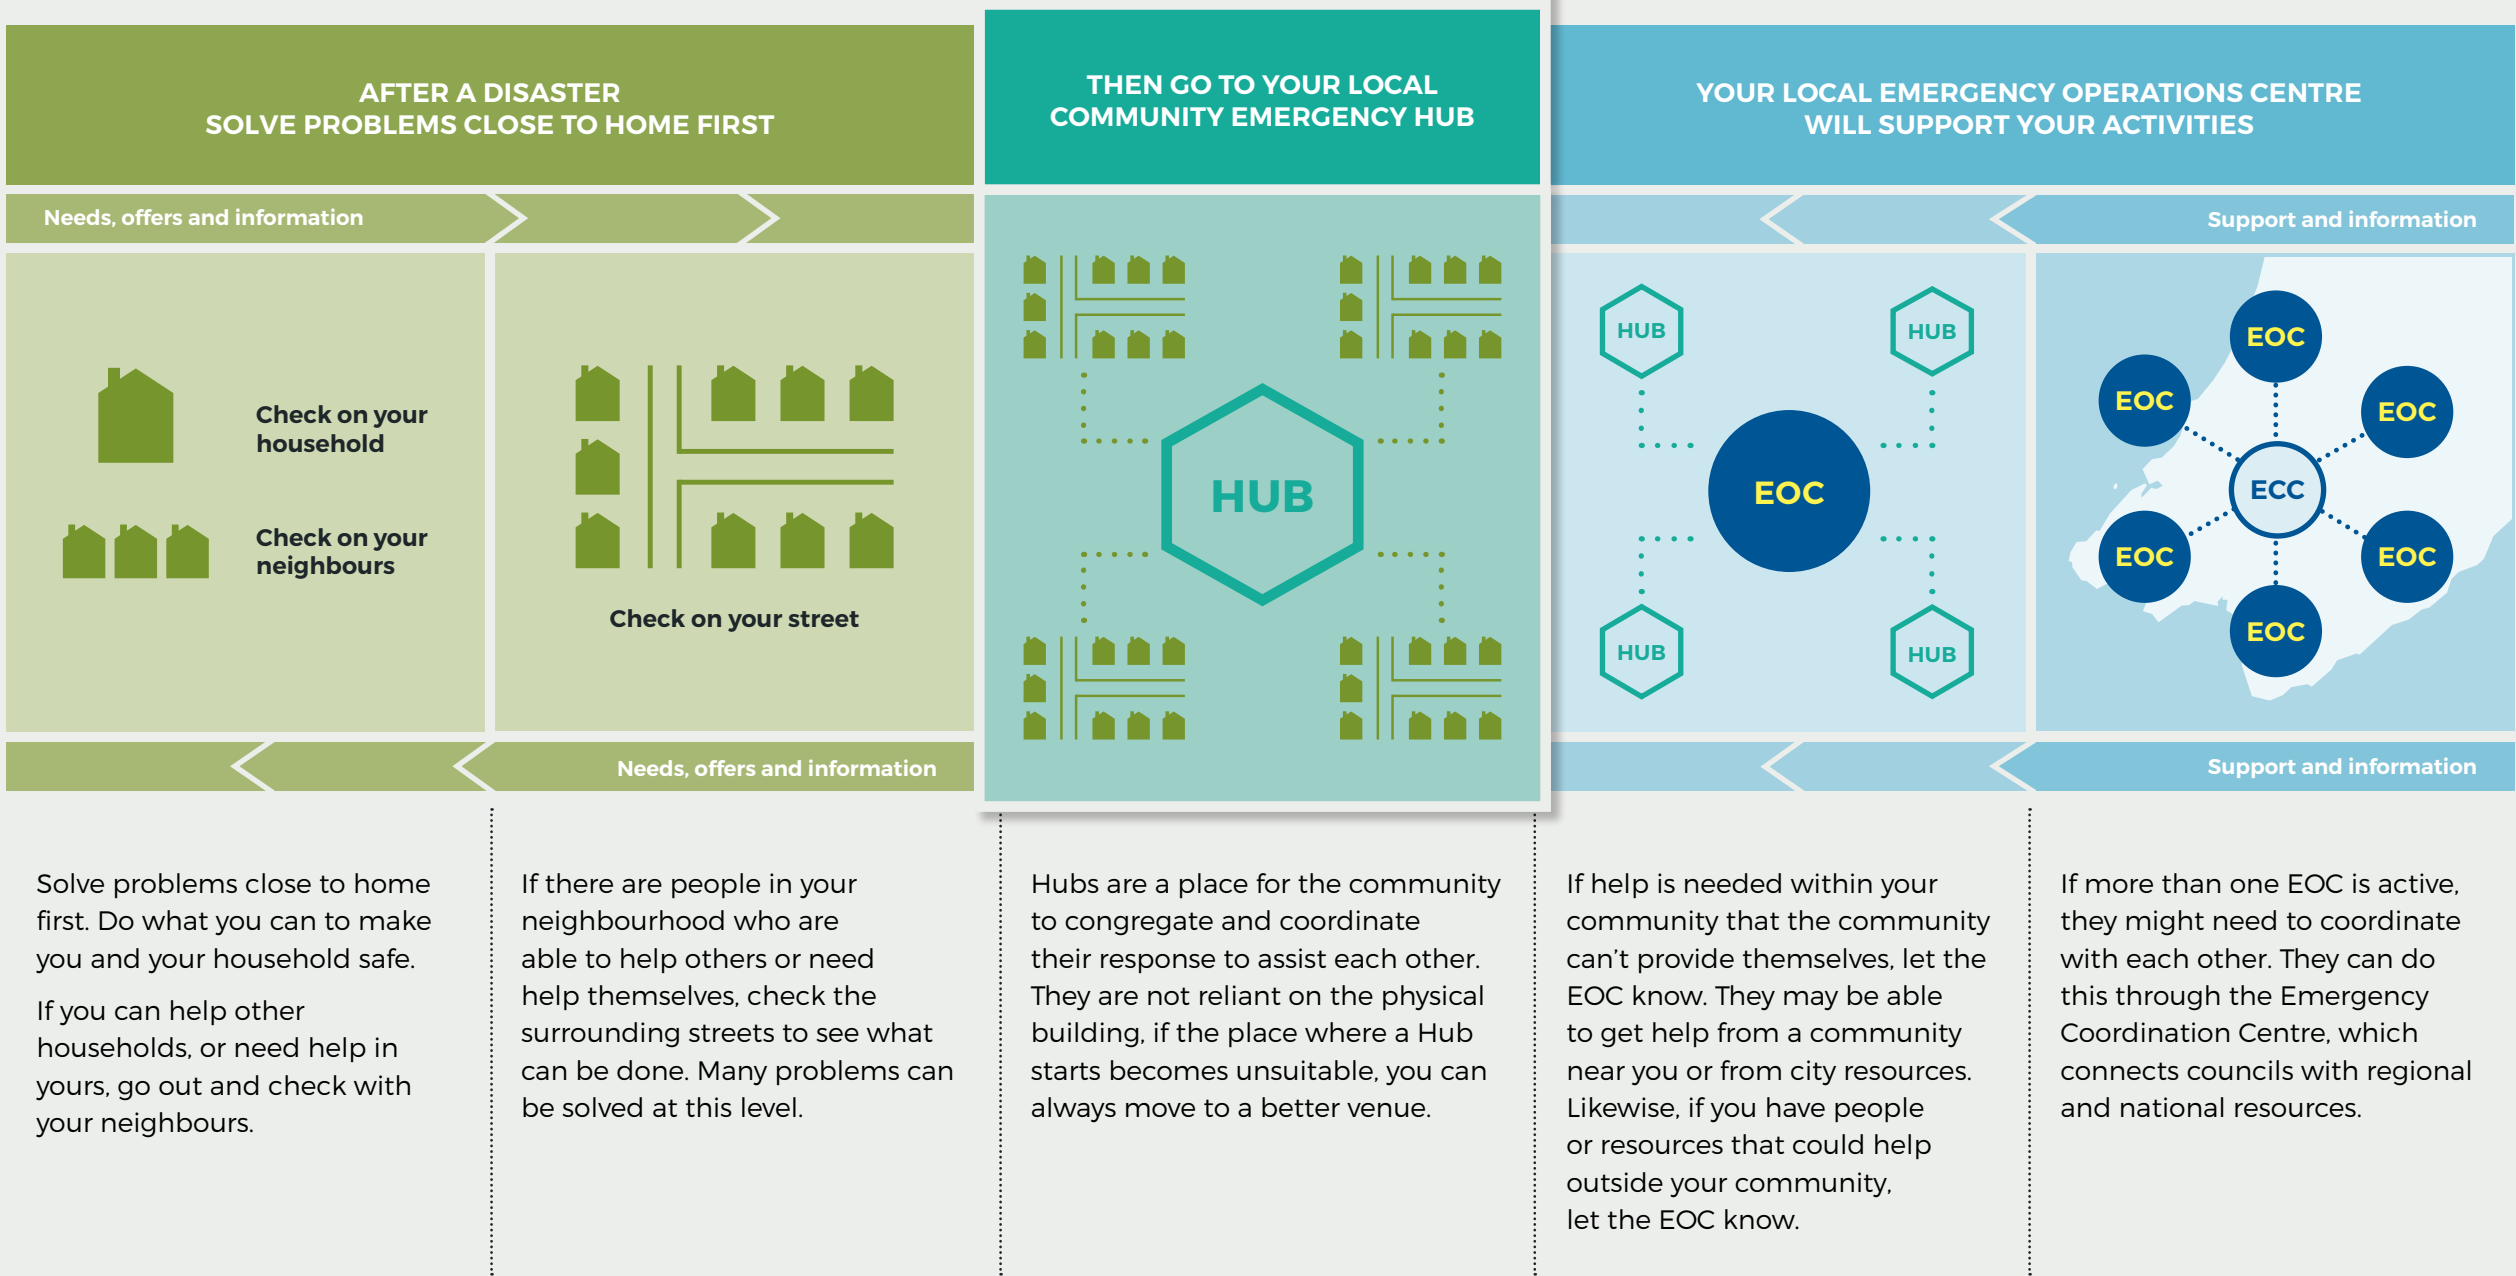 AFTER A DISASTER
SOLVE PROBLEMS CLOSE TO HOME FIRST
THEN GO TO YOUR LOCAL
COMMUNITY EMERGENCY HUB
YOUR LOCAL EMERGENCY OPERATIONS CENTRE
WILL SUPPORT YOUR ACTIVITIES
Needs, offers and information
Support and information
Check on your
household
Check on your
neighbours
Check on your street
HUB
HUB
HUB
EOC
HUB
HUB
EOC
EOC
EOC
ECC
EOC
EOC
EOC
Needs, offers and information
Support and information
Solve problems close to home
first. Do what you can to make
you and your household safe.
If you can help other
households, or need help in
yours, go out and check with
your neighbours.
If there are people in your
neighbourhood who are
able to help others or need
help themselves, check the
surrounding streets to see what
can be done. Many problems can
be solved at this level.
Hubs are a place for the community
to congregate and coordinate
their response to assist each other.
They are not reliant on the physical
building, if the place where a Hub
starts becomes unsuitable, you can
always move to a better venue.
If help is needed within your
community that the community
can't provide themselves, let the
EOC know. They may be able
to get help from a community
near you or from city resources.
Likewise, if you have people
or resources that could help
outside your community,
let the EOC know.
If more than one EOC is active,
they might need to coordinate
with each other. They can do
this through the Emergency
Coordination Centre, which
connects councils with regional
and national resources.